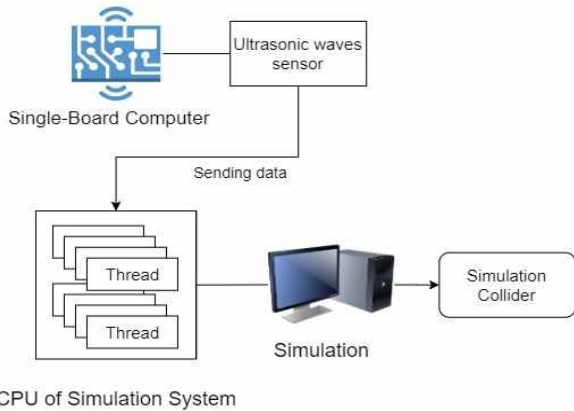 Ultrasonic waves
sensor
Single-Board Computer
Sending data
Thread
Thread
Simulation
Collider
Simulation
CPU of Simulation System